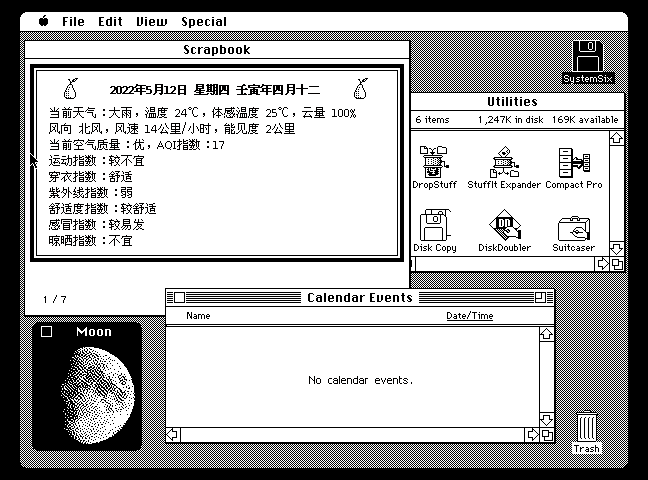 File Edit View Special
Scrapbook
2022年5月12日 星期四 壬寅年四月十二
当前天气：大雨，温度 24℃，体感温度 25℃，云量 100%
风向 北风，风速 14公里/小时，能见度 2公里
当前空气质量：优，AQI指数：17
运动指数：较不宜
穿衣指数：舒适
紫外线指数：弱
舒适度指数：较舒适
感冒指数：较易发
晾晒指数：不宜
1 / 7
SystemSix
Utilities
6 items 1,247K in disk 169K available
DropStuff StuffIt Expander Compact Pro
Disk Copy DiskDoubler Suitcaser
Calendar Events
Name Date/Time
No calendar events.
Moon
Trash